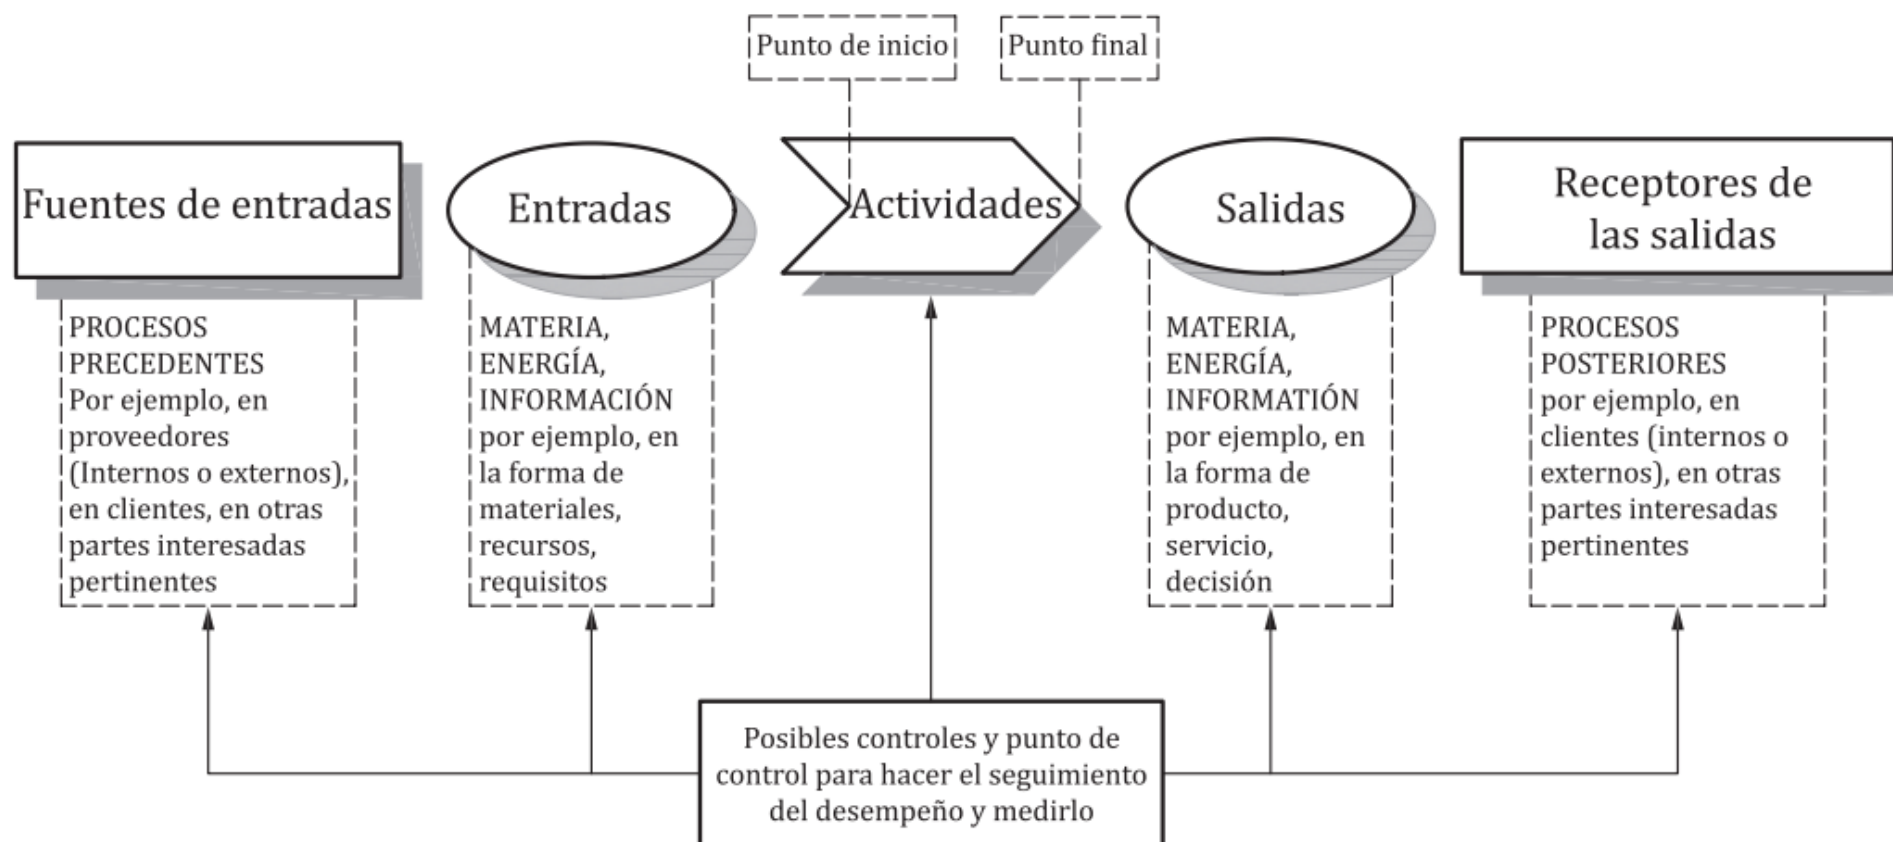 Punto de inicio
Punto final
Fuentes de entradas
Entradas
Actividades
Salidas
Receptores de
las salidas
PROCESOS
PRECEDENTES
Por ejemplo, en
proveedores
(Internos o externos),
en clientes, en otras
partes interesadas
pertinentes
MATERIA,
ENERGÍA,
INFORMACIÓN
por ejemplo, en
la forma de
materiales,
recursos,
requisitos
MATERIA,
ENERGÍA,
INFORMATIÓN
por ejemplo, en
la forma de
producto,
servicio,
decisión
PROCESOS
POSTERIORES
por ejemplo, en
clientes (internos o
externos), en otras
partes interesadas
pertinentes
Posibles controles y punto de
control para hacer el seguimiento
del desempeño y medirlo